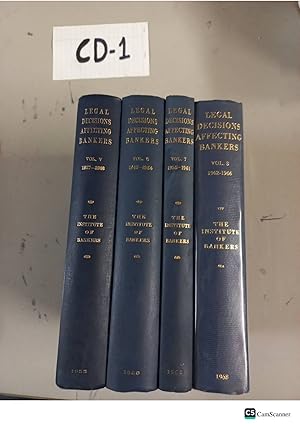 CD-1
LEGAL
DECISIONS
AFFECTING
BANKERS
VOL. V
THE
INSTITUTE
OF
BANKERS
LEGAL
DECISIONS
AFFECTING
BANKERS
VOL. 6
THE
INSTITUTE
OF
BANKERS
LEGAL
DECISIONS
AFFECTING
BANKERS
VOL. 7
THE
INSTITUTE
OF
BANKERS
LEGAL
DECISIONS
AFFECTING
BANKERS
VOL. 8
1962-1966
THE
INSTITUTE
OF
BANKERS
1968
CS CamScanner